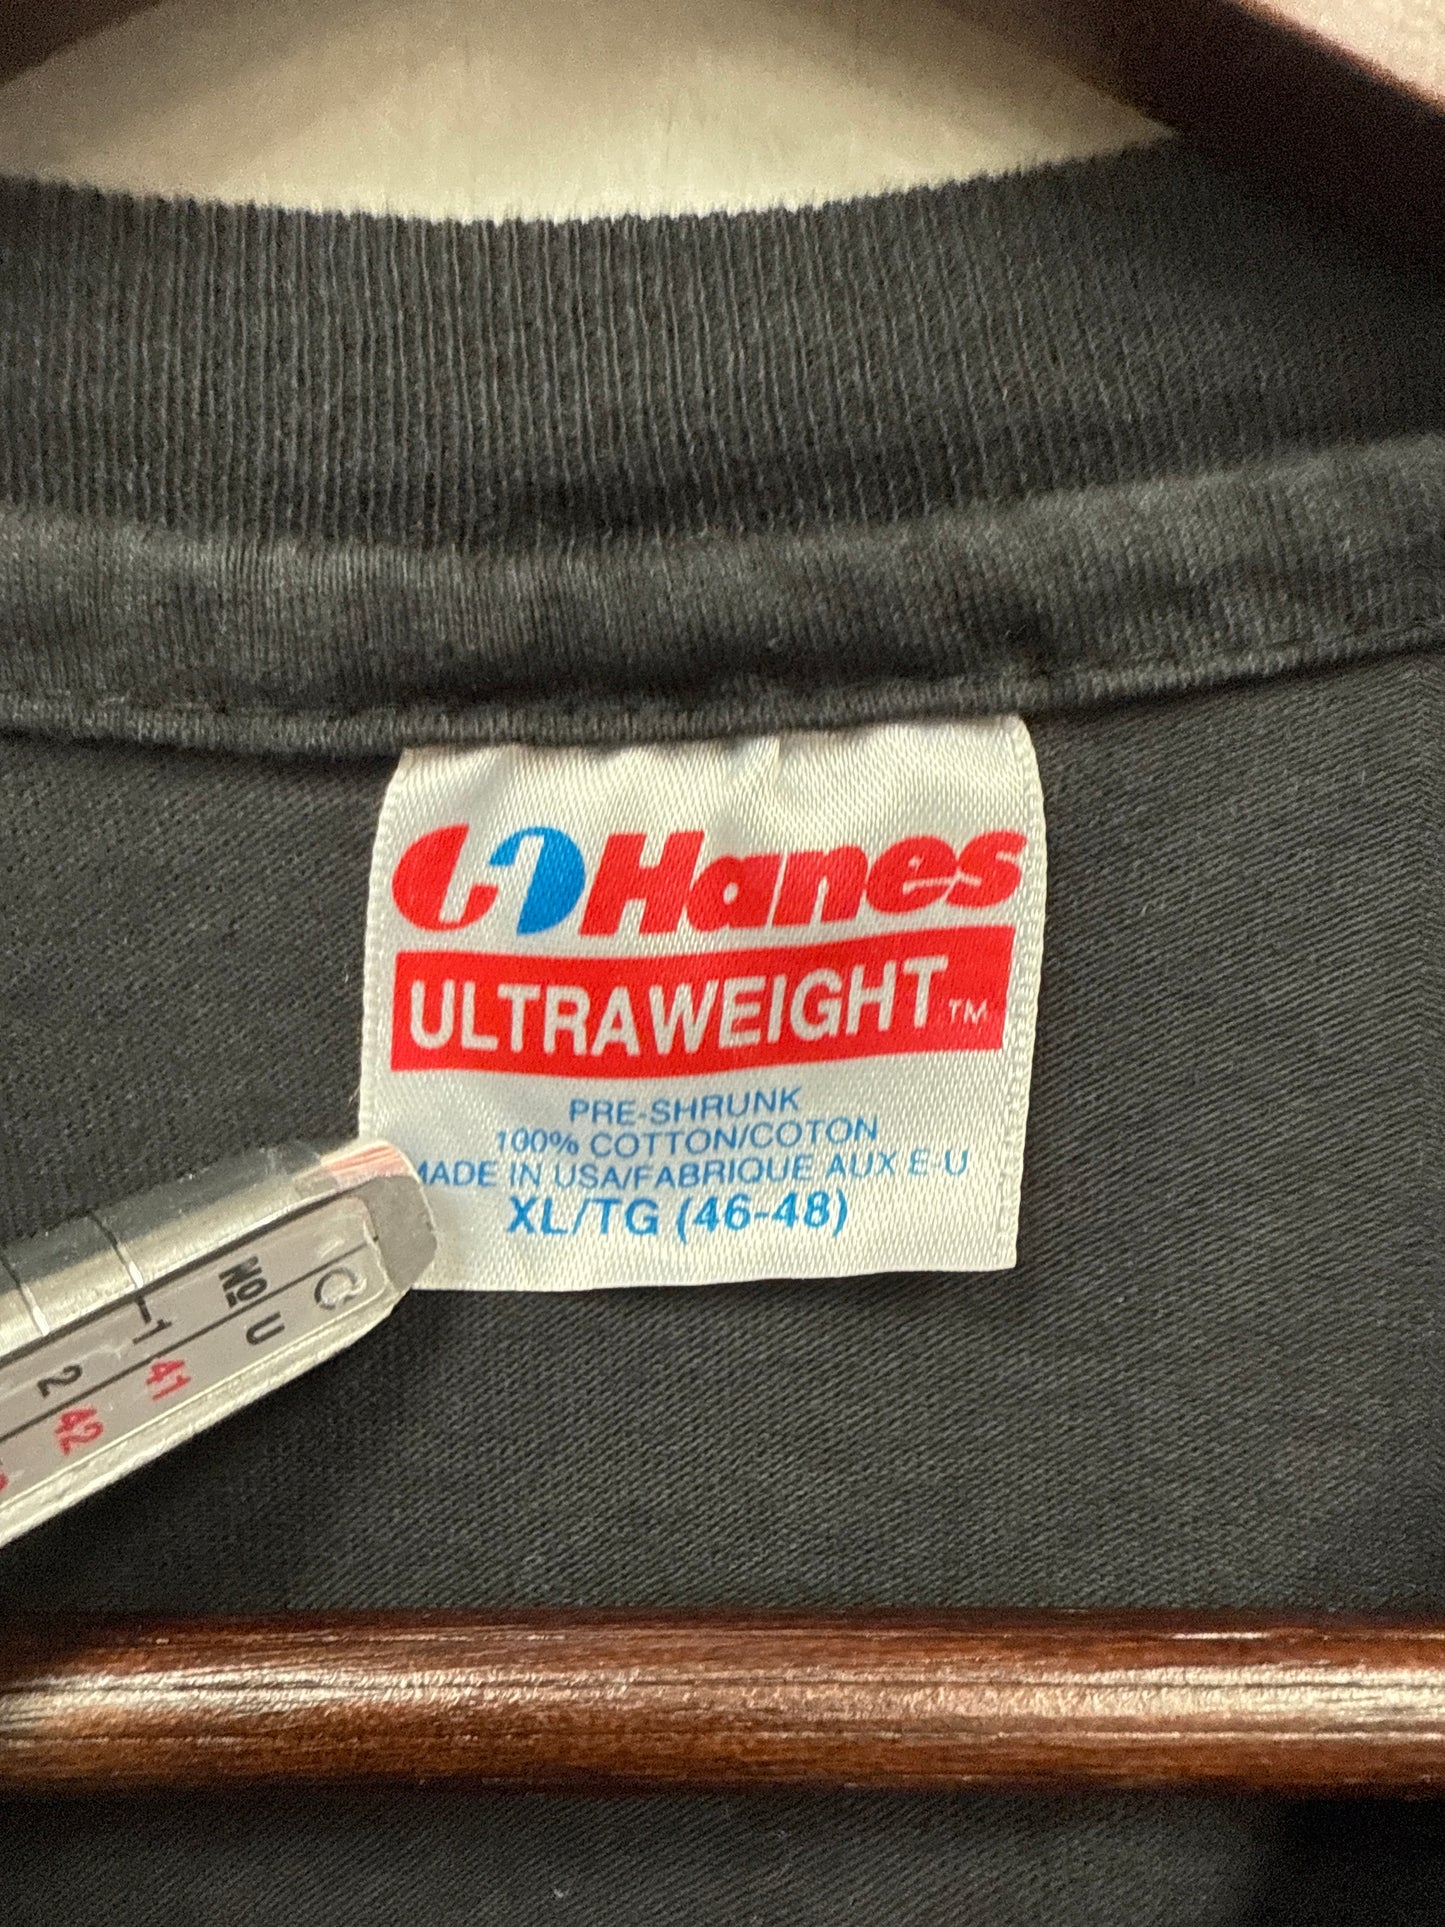 Hanes
ULTRAWEIGHT™
PRE-SHRUNK
100% COTTON/COTON
MADE IN USA/FABRIQUE AUX E-U
XL/TG (46-48)
NO. U
1 41
2 42